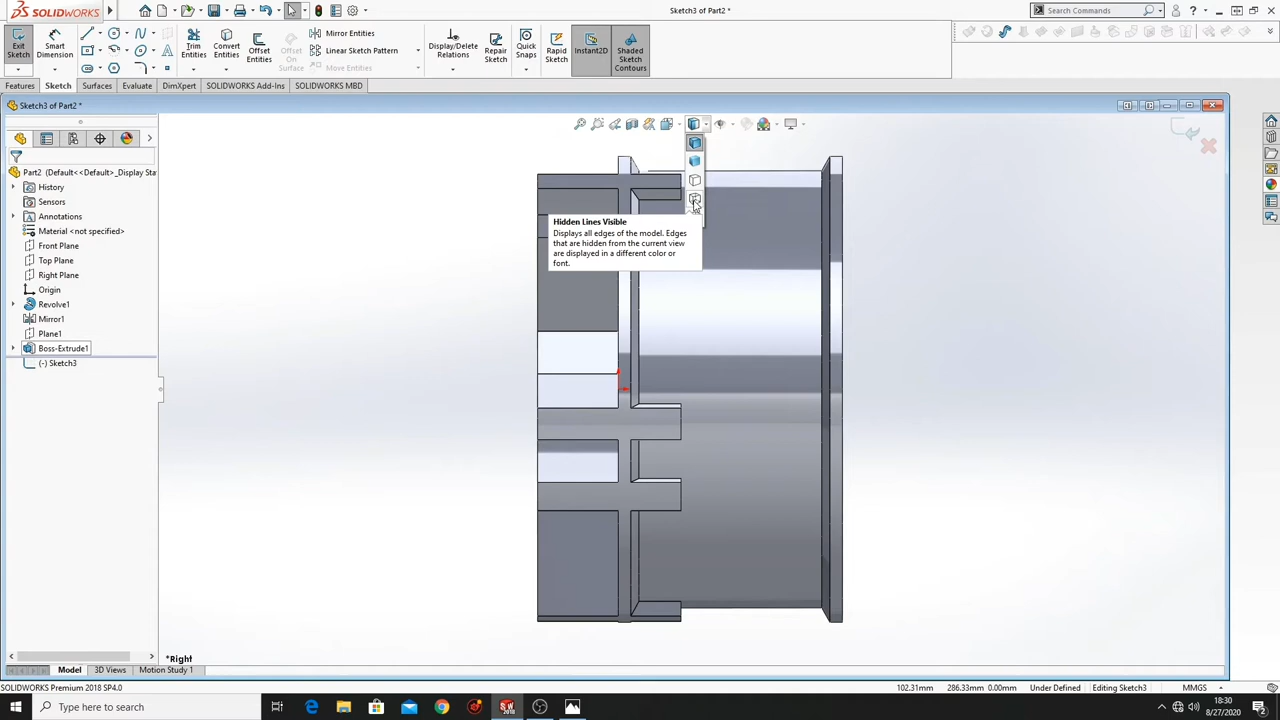 SOLIDWORKS
Sketch3 of Part2 *
Search Commands
Exit Sketch
Smart Dimension
Trim Entities
Convert Entities
Offset Entities
Offset On Surface
Mirror Entities
Linear Sketch Pattern
Move Entities
Display/Delete Relations
Repair Sketch
Quick Snaps
Rapid Sketch
Instant2D
Shaded Sketch Contours
Features Sketch Surfaces Evaluate DimXpert SOLIDWORKS Add-Ins SOLIDWORKS MBD
Sketch3 of Part2 *
Part2 (Default<<Default>_Display Sta
History
Sensors
Annotations
Material <not specified>
Front Plane
Top Plane
Right Plane
Origin
Revolve1
Mirror1
Plane1
Boss-Extrude1
(-) Sketch3
Hidden Lines Visible
Displays all edges of the model. Edges
that are hidden from the current view
are displayed in a different color or
font.
*Right
Model 3D Views Motion Study 1
SOLIDWORKS Premium 2018 SP4.0
102.31mm 286.33mm 0.00mm Under Defined Editing Sketch3 MMGS
Type here to search
18:30
8/27/2020